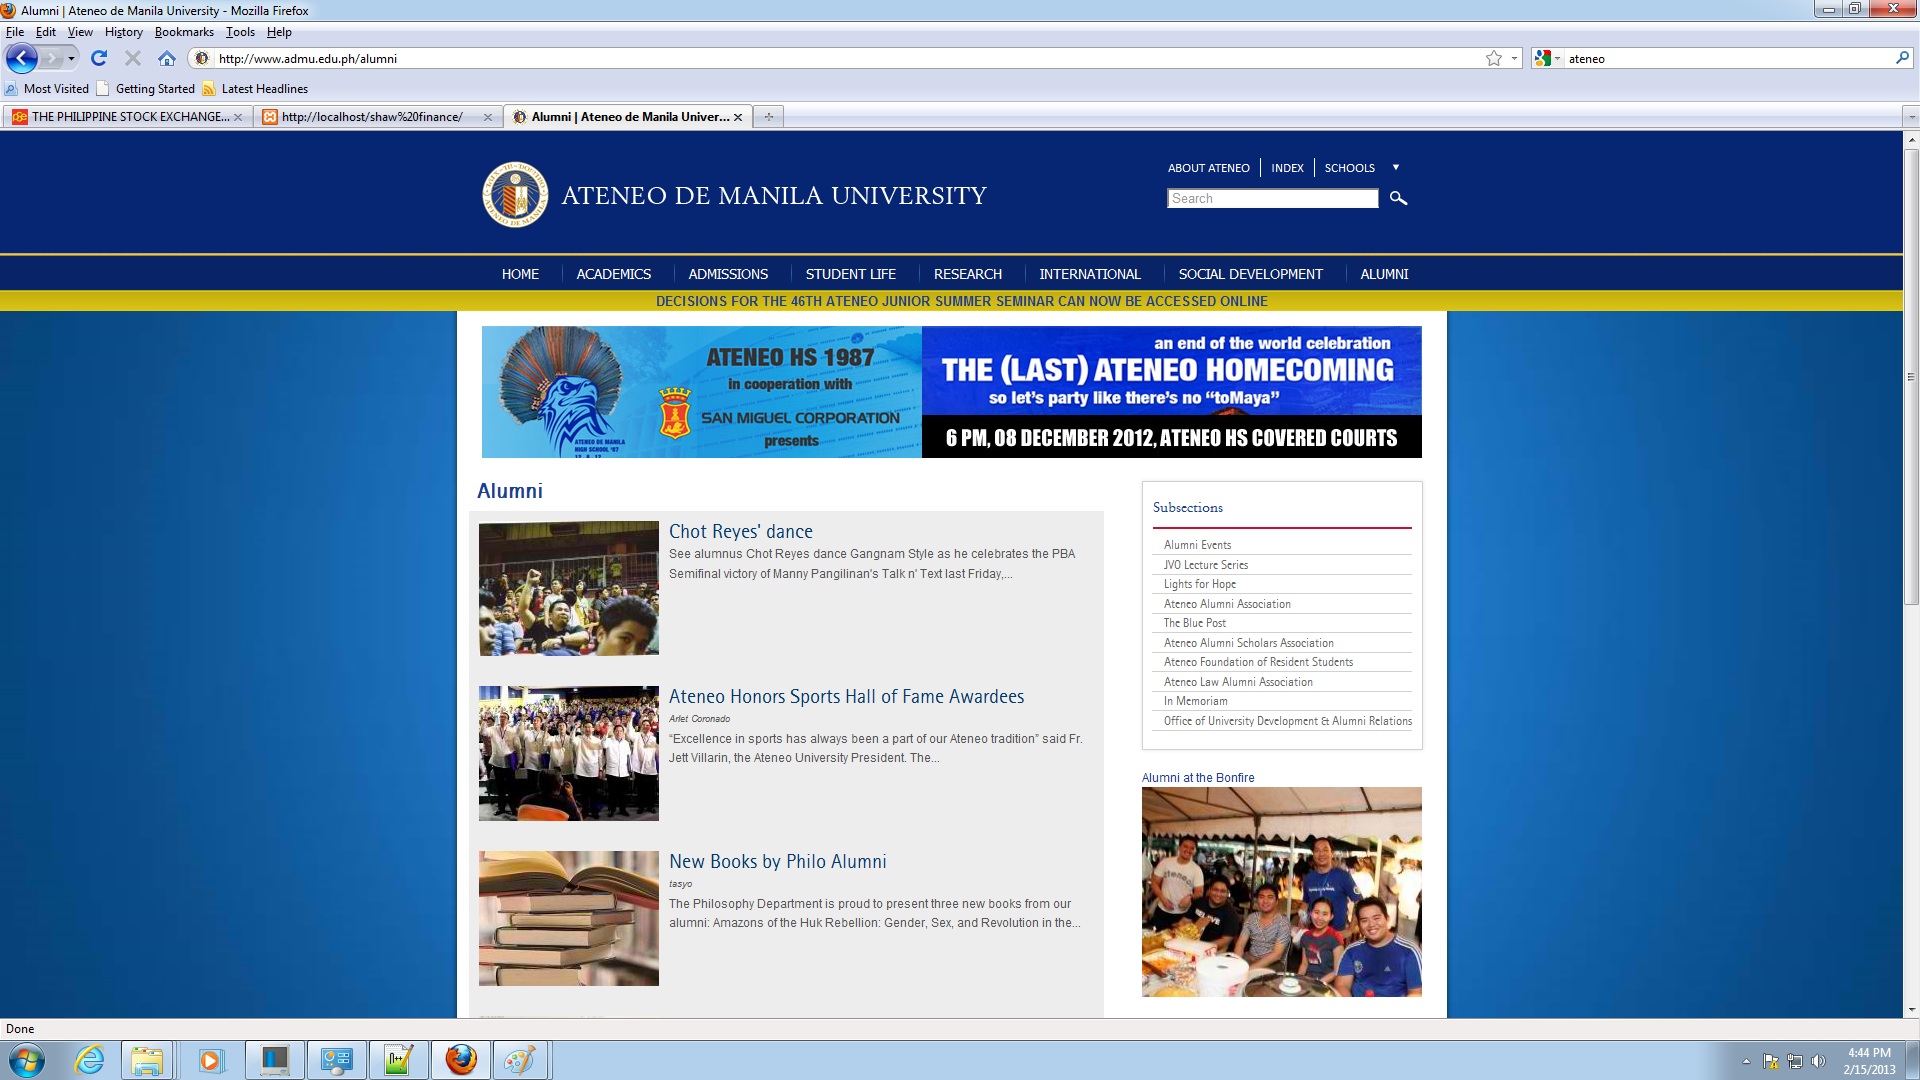 Alumni | Ateneo de Manila University - Mozilla Firefox
File Edit View History Bookmarks Tools Help
http://www.admu.edu.ph/alumni
ateneo
Most Visited Getting Started Latest Headlines
THE PHILIPPINE STOCK EXCHANGE...
http://localhost/shaw%20finance/
Alumni | Ateneo de Manila Univer...
ATENEO DE MANILA UNIVERSITY
ABOUT ATENEO INDEX SCHOOLS
Search
HOME ACADEMICS ADMISSIONS STUDENT LIFE RESEARCH INTERNATIONAL SOCIAL DEVELOPMENT ALUMNI
DECISIONS FOR THE 46TH ATENEO JUNIOR SUMMER SEMINAR CAN NOW BE ACCESSED ONLINE
ATENEO DE MANILA
HIGH SCHOOL '87
ATENEO HS 1987
in cooperation with
SAN MIGUEL CORPORATION
presents
an end of the world celebration
THE (LAST) ATENEO HOMECOMING
so let's party like there's no "toMaya"
6 PM, 08 DECEMBER 2012, ATENEO HS COVERED COURTS
Alumni
Chot Reyes' dance
See alumnus Chot Reyes dance Gangnam Style as he celebrates the PBA
Semifinal victory of Manny Pangilinan's Talk n' Text last Friday,...
Ateneo Honors Sports Hall of Fame Awardees
Arlet Coronado
“Excellence in sports has always been a part of our Ateneo tradition” said Fr.
Jett Villarin, the Ateneo University President. The...
New Books by Philo Alumni
tasyo
The Philosophy Department is proud to present three new books from our
alumni: Amazons of the Huk Rebellion: Gender, Sex, and Revolution in the...
Subsections
Alumni Events
JVO Lecture Series
Lights for Hope
Ateneo Alumni Association
The Blue Post
Ateneo Alumni Scholars Association
Ateneo Foundation of Resident Students
Ateneo Law Alumni Association
In Memoriam
Office of University Development & Alumni Relations
Alumni at the Bonfire
Done
4:44 PM
2/15/2013